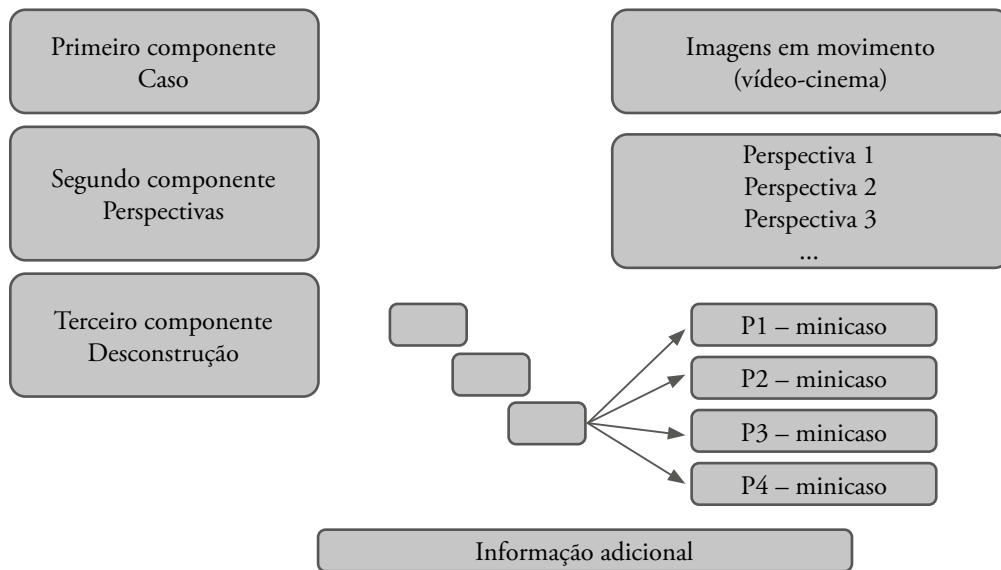 Primeiro componente
Caso
Imagens em movimento
(vídeo-cinema)
Segundo componente
Perspectivas
Perspectiva 1
Perspectiva 2
Perspectiva 3
...
Terceiro componente
Desconstrução
P1 – minicaso
P2 – minicaso
P3 – minicaso
P4 – minicaso
Informação adicional